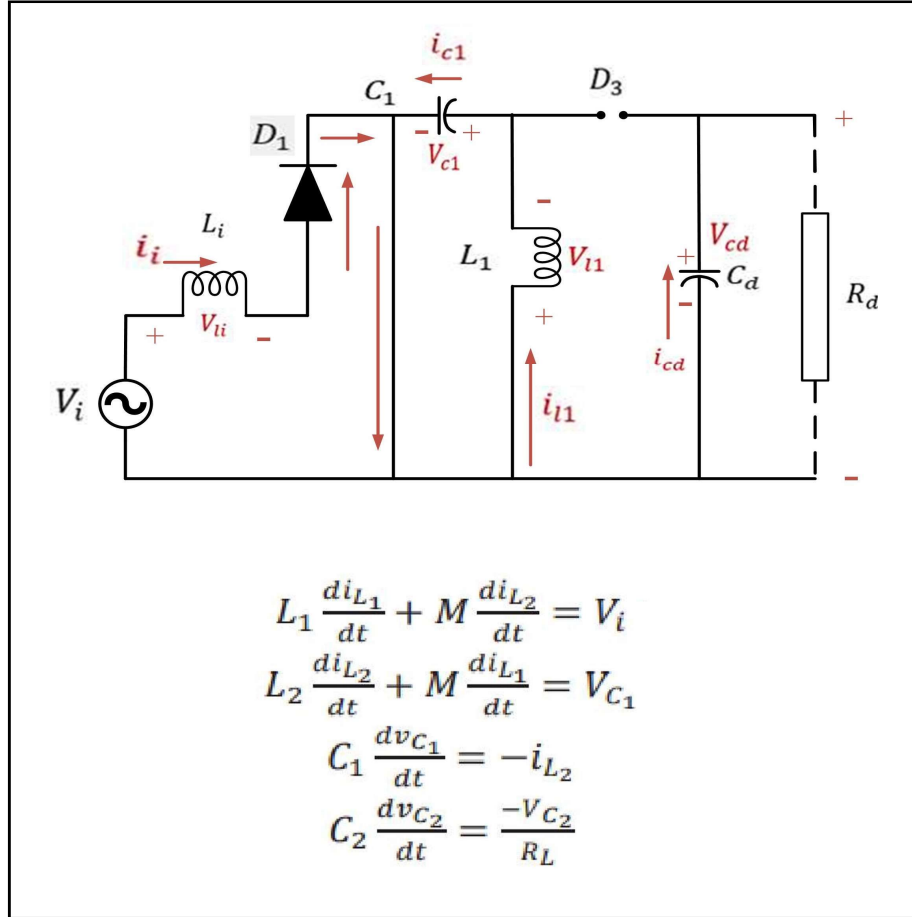 i_{c1}
C_1
D_3
D_1
- +
+
V_{c1}
L_i
-
i_i
L_1
V_{l1}
V_{cd}
+
C_d
R_d
+ V_{li} -
+
-
i_{cd}
V_i
i_{l1}
-
L_1 \frac{di_{L_1}}{dt} + M \frac{di_{L_2}}{dt} = V_i
L_2 \frac{di_{L_2}}{dt} + M \frac{di_{L_1}}{dt} = V_{C_1}
C_1 \frac{dv_{C_1}}{dt} = -i_{L_2}
C_2 \frac{dv_{C_2}}{dt} = \frac{-V_{C_2}}{R_L}